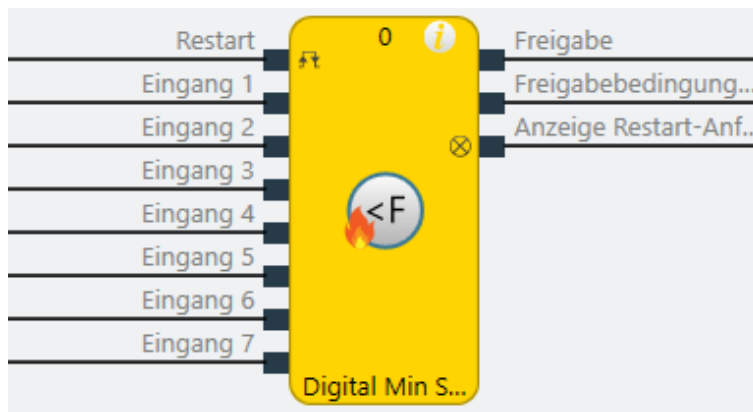 Restart
Eingang 1
Eingang 2
Eingang 3
Eingang 4
Eingang 5
Eingang 6
Eingang 7
0
i
<F
Digital Min S...
Freigabe
Freigabebedingung...
Anzeige Restart-Anf...